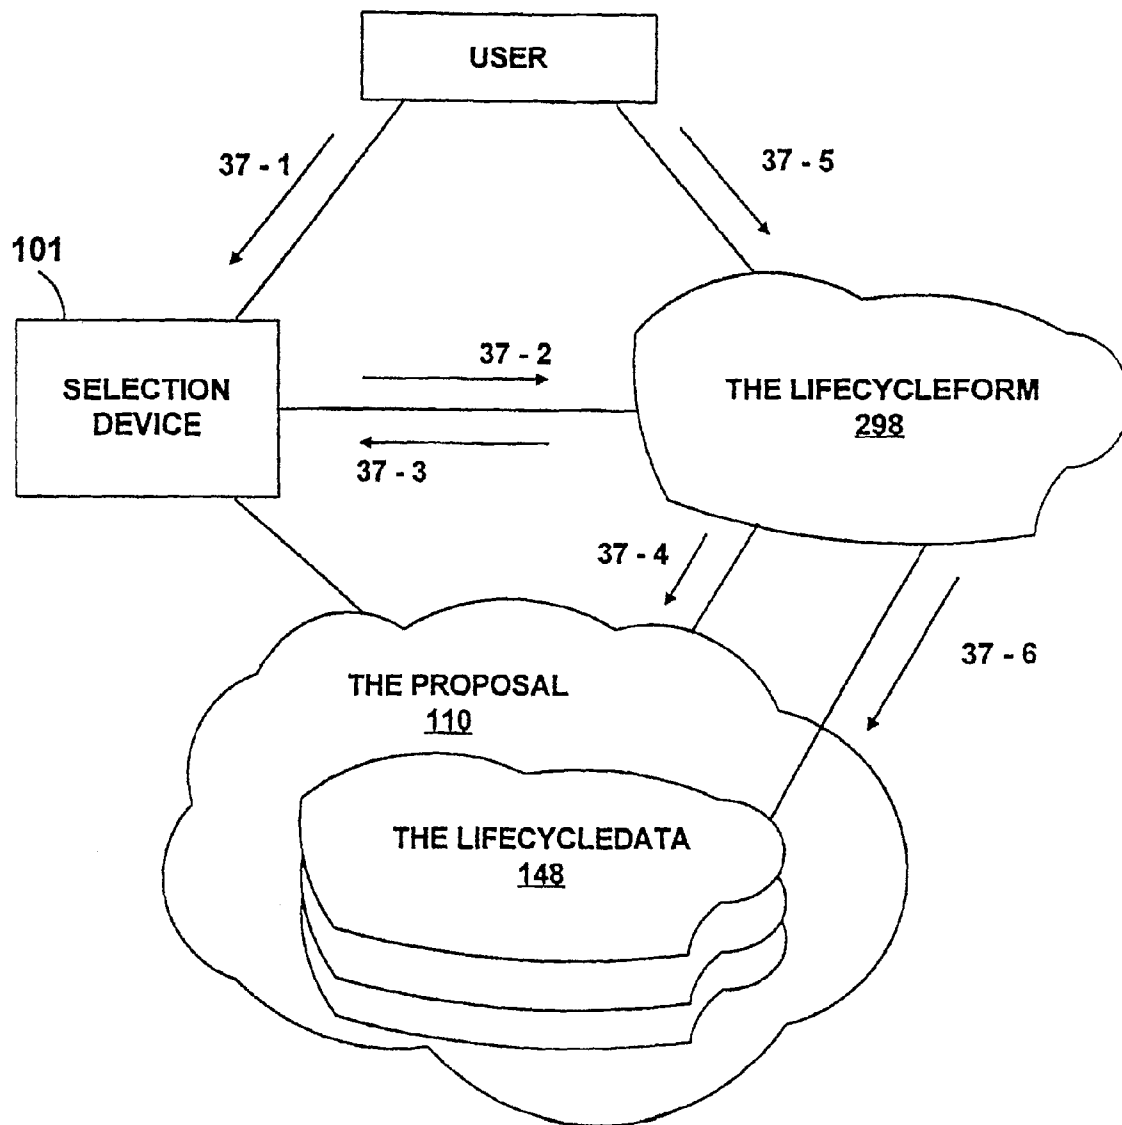 USER
37 - 1
37 - 5
101
SELECTION
DEVICE
37 - 2
37 - 3
THE LIFECYCLEFORM
298
37 - 4
37 - 6
THE PROPOSAL
110
THE LIFECYCLEDATA
148